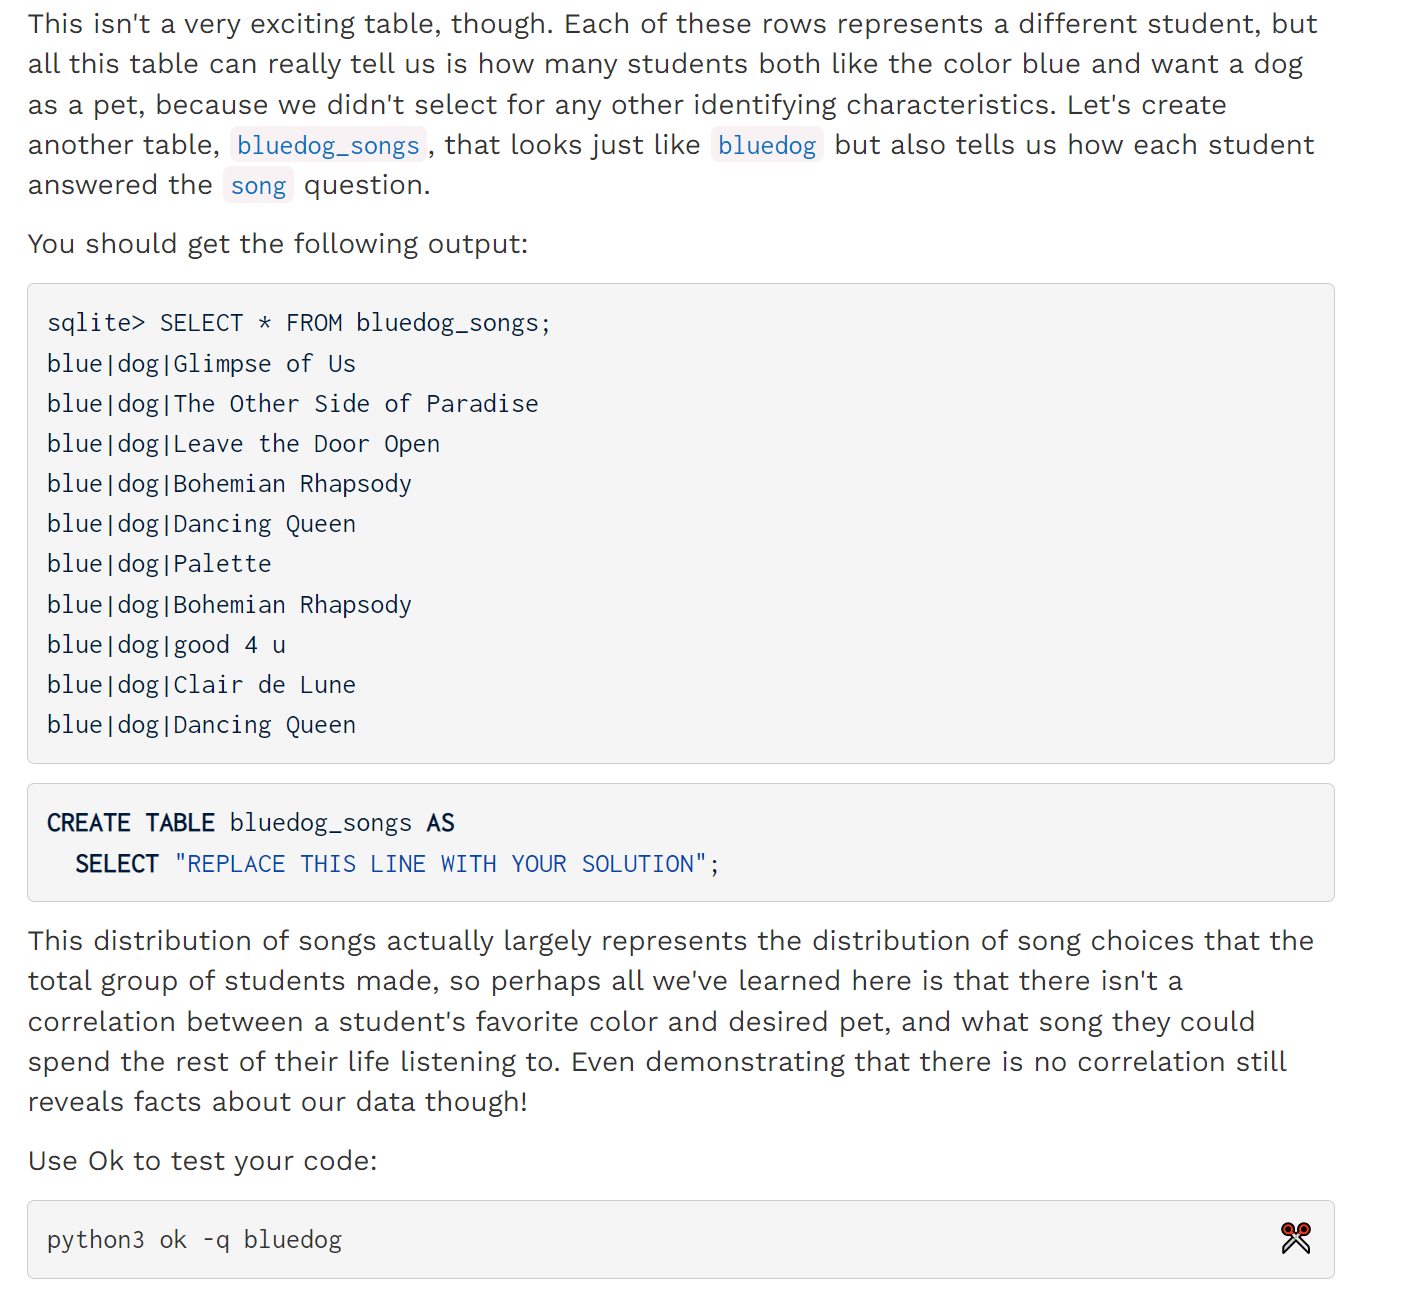 This isn't a very exciting table, though. Each of these rows represents a different student, but
all this table can really tell us is how many students both like the color blue and want a dog
as a pet, because we didn't select for any other identifying characteristics. Let's create
another table, bluedog_songs, that looks just like bluedog but also tells us how each student
answered the song question.
You should get the following output:
sqlite> SELECT * FROM bluedog_songs;
blue|dog|Glimpse of Us
blue|dog|The Other Side of Paradise
blue|dog|Leave the Door Open
blue|dog|Bohemian Rhapsody
blue|dog|Dancing Queen
blue|dog|Palette
blue|dog|Bohemian Rhapsody
blue|dog|good 4 u
blue|dog|Clair de Lune
blue|dog|Dancing Queen
CREATE TABLE bluedog_songs AS
  SELECT "REPLACE THIS LINE WITH YOUR SOLUTION";
This distribution of songs actually largely represents the distribution of song choices that the
total group of students made, so perhaps all we've learned here is that there isn't a
correlation between a student's favorite color and desired pet, and what song they could
spend the rest of their life listening to. Even demonstrating that there is no correlation still
reveals facts about our data though!
Use Ok to test your code:
python3 ok -q bluedog